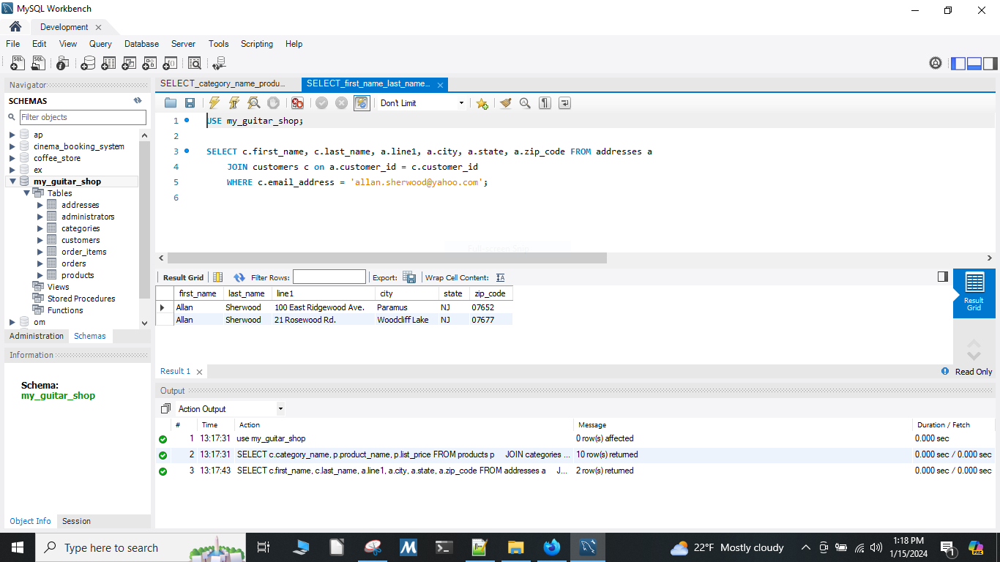 MySQL Workbench
Development
File Edit View Query Database Server Tools Scripting Help
Navigator
SCHEMAS
Filter objects
ap
cinema_booking_system
coffee_store
ex
my_guitar_shop
Tables
addresses
administrators
categories
customers
order_items
orders
products
Views
Stored Procedures
Functions
om
Administration Schemas
Information
Schema:
my_guitar_shop
Object Info Session
SELECT_category_name_produ... SELECT_first_name_last_name...
Don't Limit
1 USE my_guitar_shop;
2
3 SELECT c.first_name, c.last_name, a.line1, a.city, a.state, a.zip_code FROM addresses a
4 JOIN customers c on a.customer_id = c.customer_id
5 WHERE c.email_address = 'allan.sherwood@yahoo.com';
6
Result Grid Filter Rows: Export: Wrap Cell Content:
first_name last_name line1 city state zip_code
Allan Sherwood 100 East Ridgewood Ave. Paramus NJ 07652
Allan Sherwood 21 Rosewood Rd. Woodcliff Lake NJ 07677
Result
Grid
Result 1
Read Only
Output
Action Output
# Time Action Message Duration / Fetch
1 13:17:31 use my_guitar_shop 0 row(s) affected 0.000 sec
2 13:17:31 SELECT c.category_name, p.product_name, p.list_price FROM products p JOIN categories ... 10 row(s) returned 0.000 sec / 0.000 sec
3 13:17:43 SELECT c.first_name, c.last_name, a.line1, a.city, a.state, a.zip_code FROM addresses a J... 2 row(s) returned 0.000 sec / 0.000 sec
Type here to search
22°F Mostly cloudy
1:18 PM
1/15/2024
1
PRE